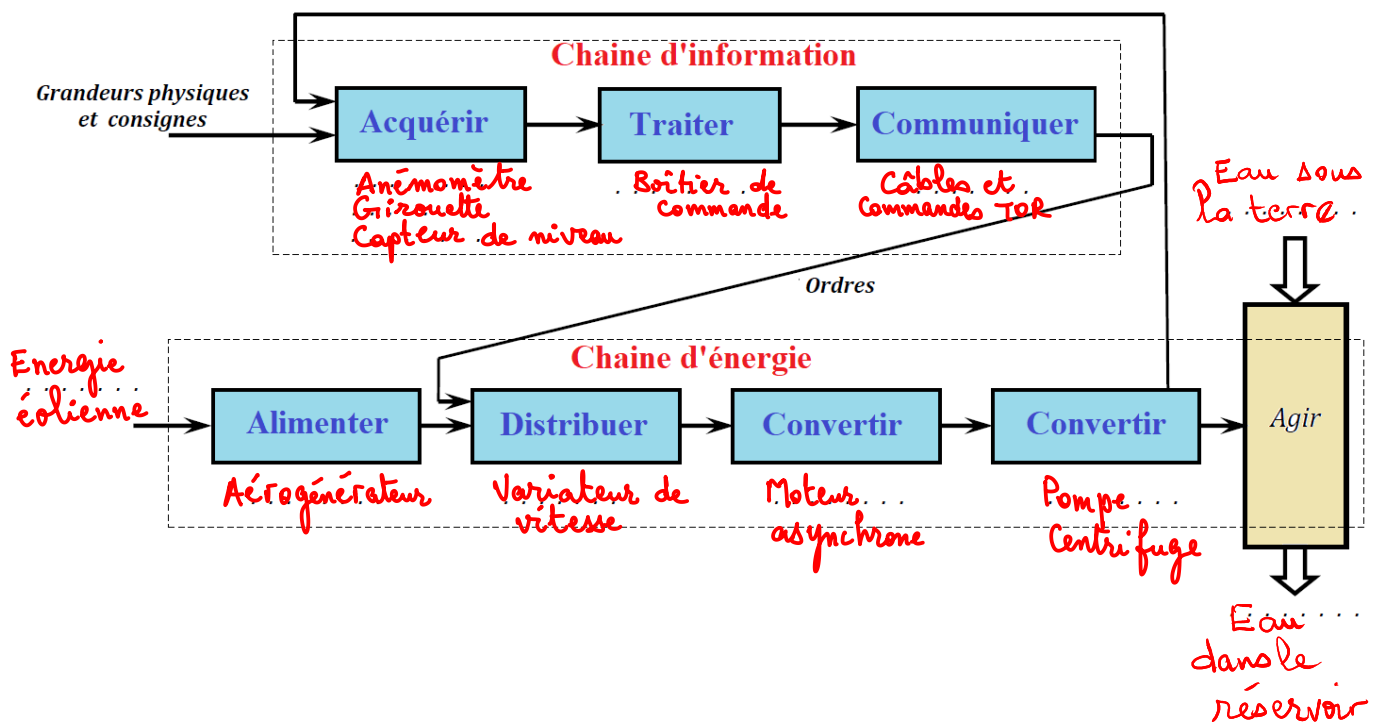 Chaine d'information
Grandeurs physiques
et consignes
Acquérir
Traiter
Communiquer
Anémomètre
Girouette
Capteur de niveau
Boîtier de
commande
Câbles et
Commandes TOR
Eau sous
la terre
Ordres
Chaine d'énergie
Energie
éolienne
Alimenter
Distribuer
Convertir
Convertir
Agir
Aérogénérateur
Variateur de
vitesse
Moteur
asynchrone
Pompe
Centrifuge
Eau
dans le
réservoir